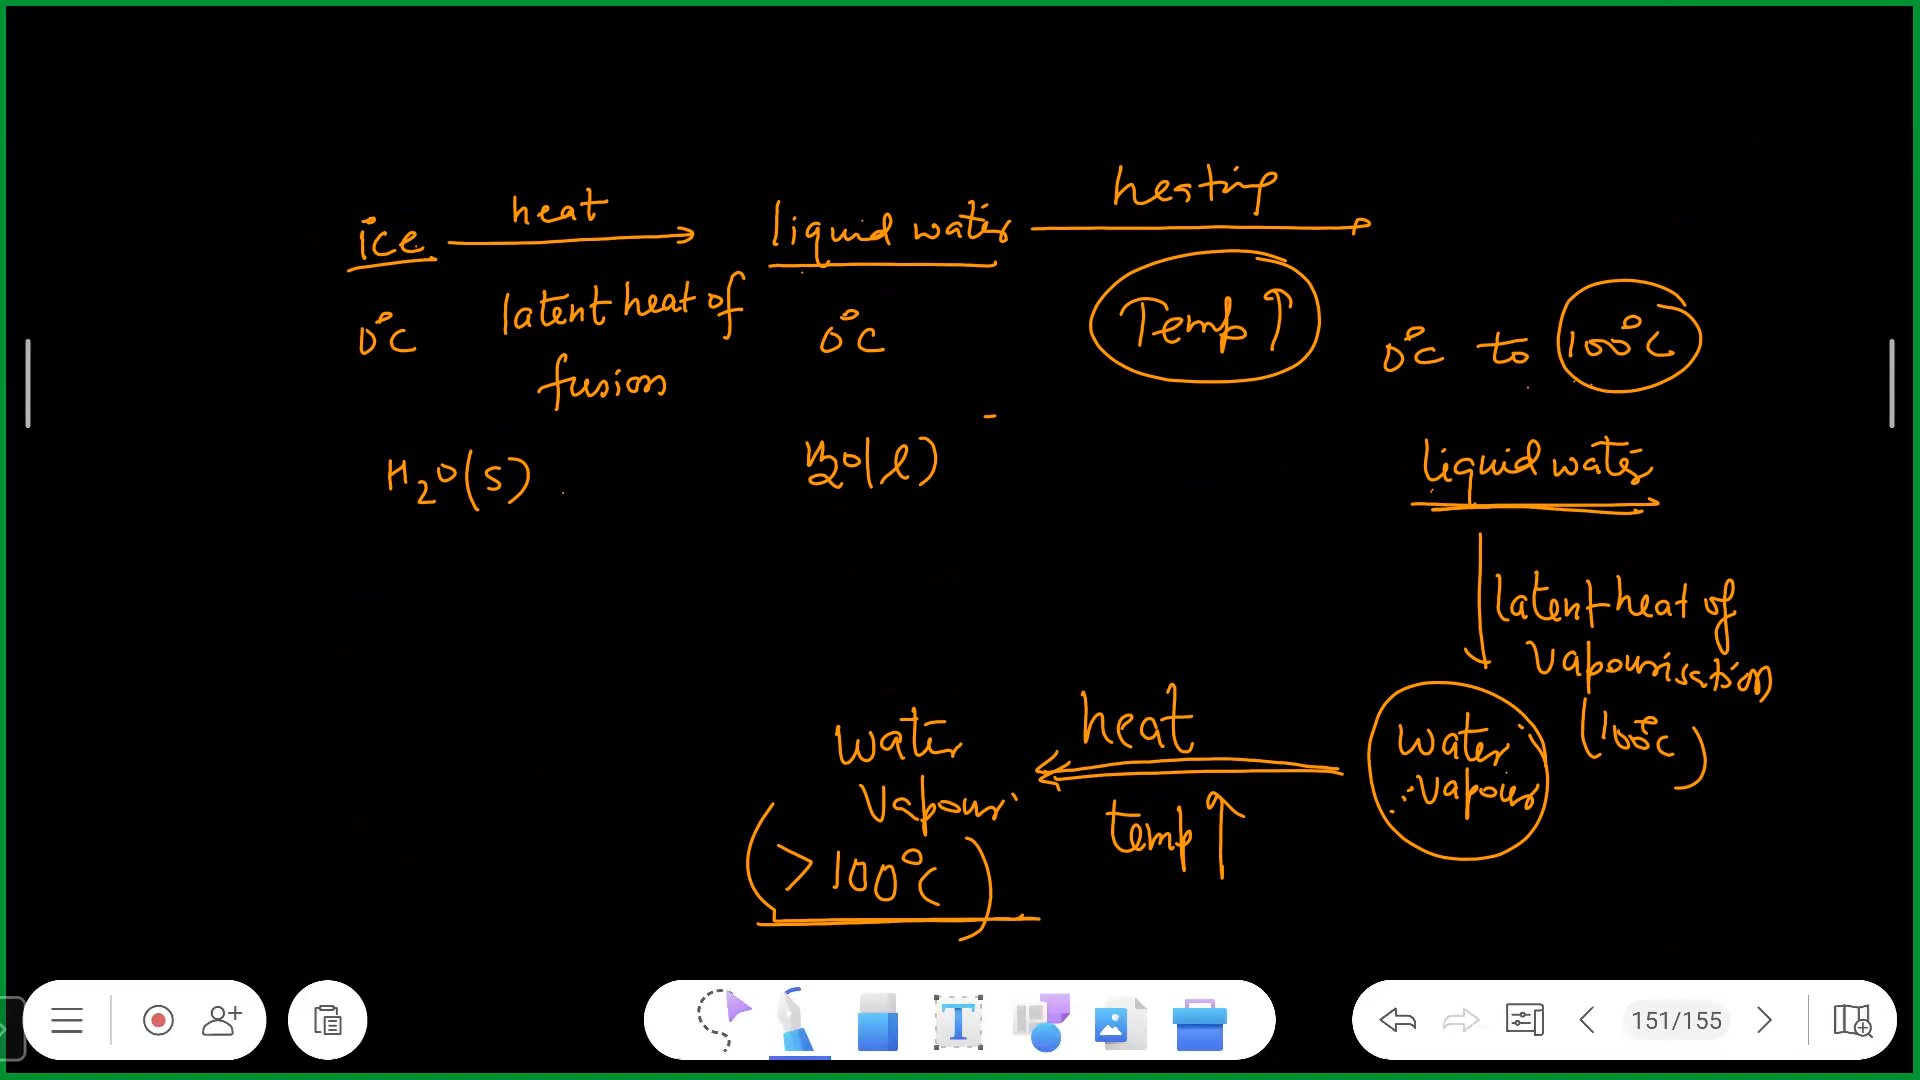 ice heat liquid water heating
0°C latent heat of fusion 0°C Temp ↑ 0°C to 100°C
H2O(s) H2O(l) liquid water
latent heat of
vapourisation
(100°C)
water
vapour
heat
temp ↑
water
vapour
(>100°C)
T
151/155